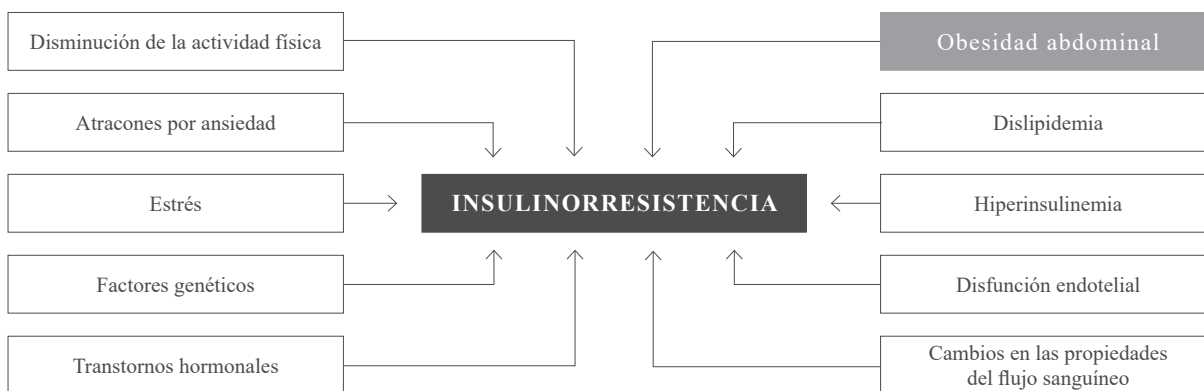 Disminución de la actividad física
Atracones por ansiedad
Estrés
Factores genéticos
Transtornos hormonales
INSULINORRESISTENCIA
Obesidad abdominal
Dislipidemia
Hiperinsulinemia
Disfunción endotelial
Cambios en las propiedades
del flujo sanguíneo